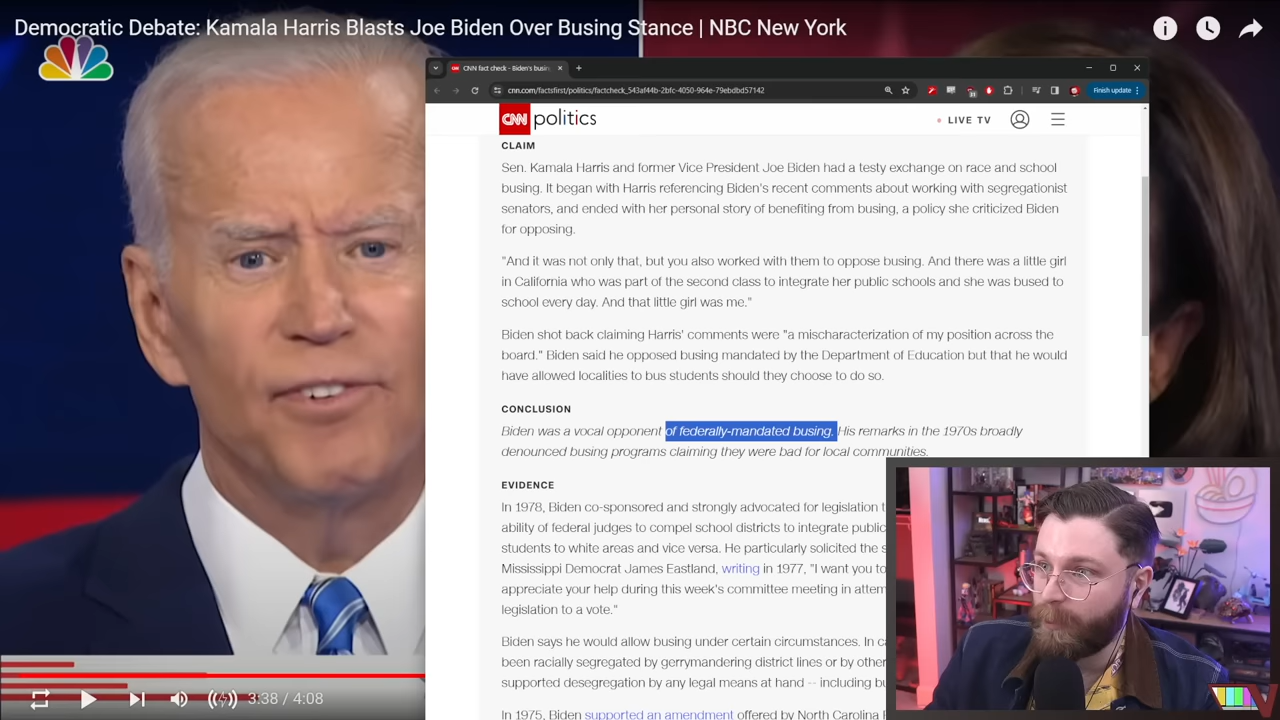 Democratic Debate: Kamala Harris Blasts Joe Biden Over Busing Stance | NBC New York
CNN fact check - Biden's busin
cnn.com/factsfirst/politics/factcheck_543af44b-2bfc-4050-964e-79ebdbd57142
Finish update
CNN politics
LIVE TV
CLAIM
Sen. Kamala Harris and former Vice President Joe Biden had a testy exchange on race and school
busing. It began with Harris referencing Biden's recent comments about working with segregationist
senators, and ended with her personal story of benefiting from busing, a policy she criticized Biden
for opposing.
"And it was not only that, but you also worked with them to oppose busing. And there was a little girl
in California who was part of the second class to integrate her public schools and she was bused to
school every day. And that little girl was me."
Biden shot back claiming Harris' comments were "a mischaracterization of my position across the
board." Biden said he opposed busing mandated by the Department of Education but that he would
have allowed localities to bus students should they choose to do so.
CONCLUSION
Biden was a vocal opponent of federally-mandated busing. His remarks in the 1970s broadly
denounced busing programs claiming they were bad for local communities.
EVIDENCE
In 1978, Biden co-sponsored and strongly advocated for legislation t
ability of federal judges to compel school districts to integrate public
students to white areas and vice versa. He particularly solicited the s
Mississippi Democrat James Eastland, writing in 1977, "I want you to
appreciate your help during this week's committee meeting in attem
legislation to a vote."
Biden says he would allow busing under certain circumstances. In ca
been racially segregated by gerrymandering district lines or by other
supported desegregation by any legal means at hand -- including bu
In 1975, Biden supported an amendment offered by North Carolina F
3:38 / 4:08